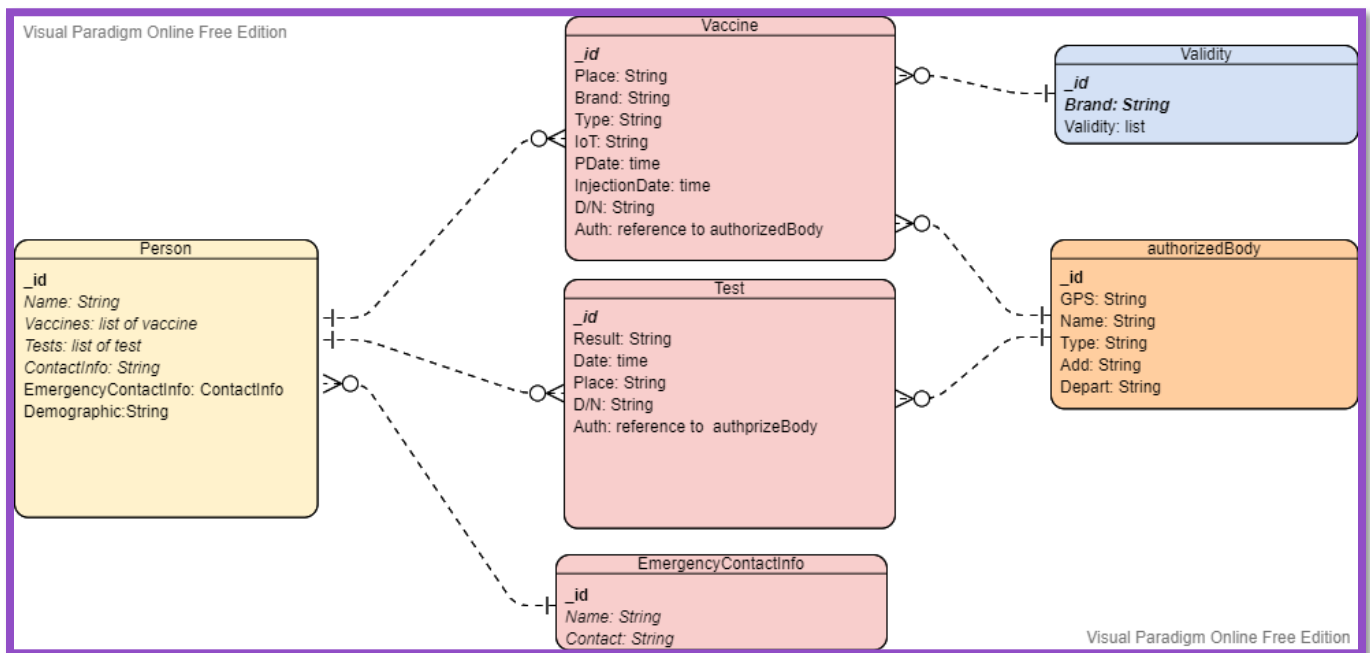 Visual Paradigm Online Free Edition
Vaccine
_id
Place: String
Brand: String
Type: String
IoT: String
PDate: time
InjectionDate: time
D/N: String
Auth: reference to authorizedBody
Validity
_id
Brand: String
Validity: list
Person
_id
Name: String
Vaccines: list of vaccine
Tests: list of test
ContactInfo: String
EmergencyContactInfo: ContactInfo
Demographic:String
Test
_id
Result: String
Date: time
Place: String
D/N: String
Auth: reference to authprizeBody
authorizedBody
_id
GPS: String
Name: String
Type: String
Add: String
Depart: String
EmergencyContactInfo
_id
Name: String
Contact: String
Visual Paradigm Online Free Edition